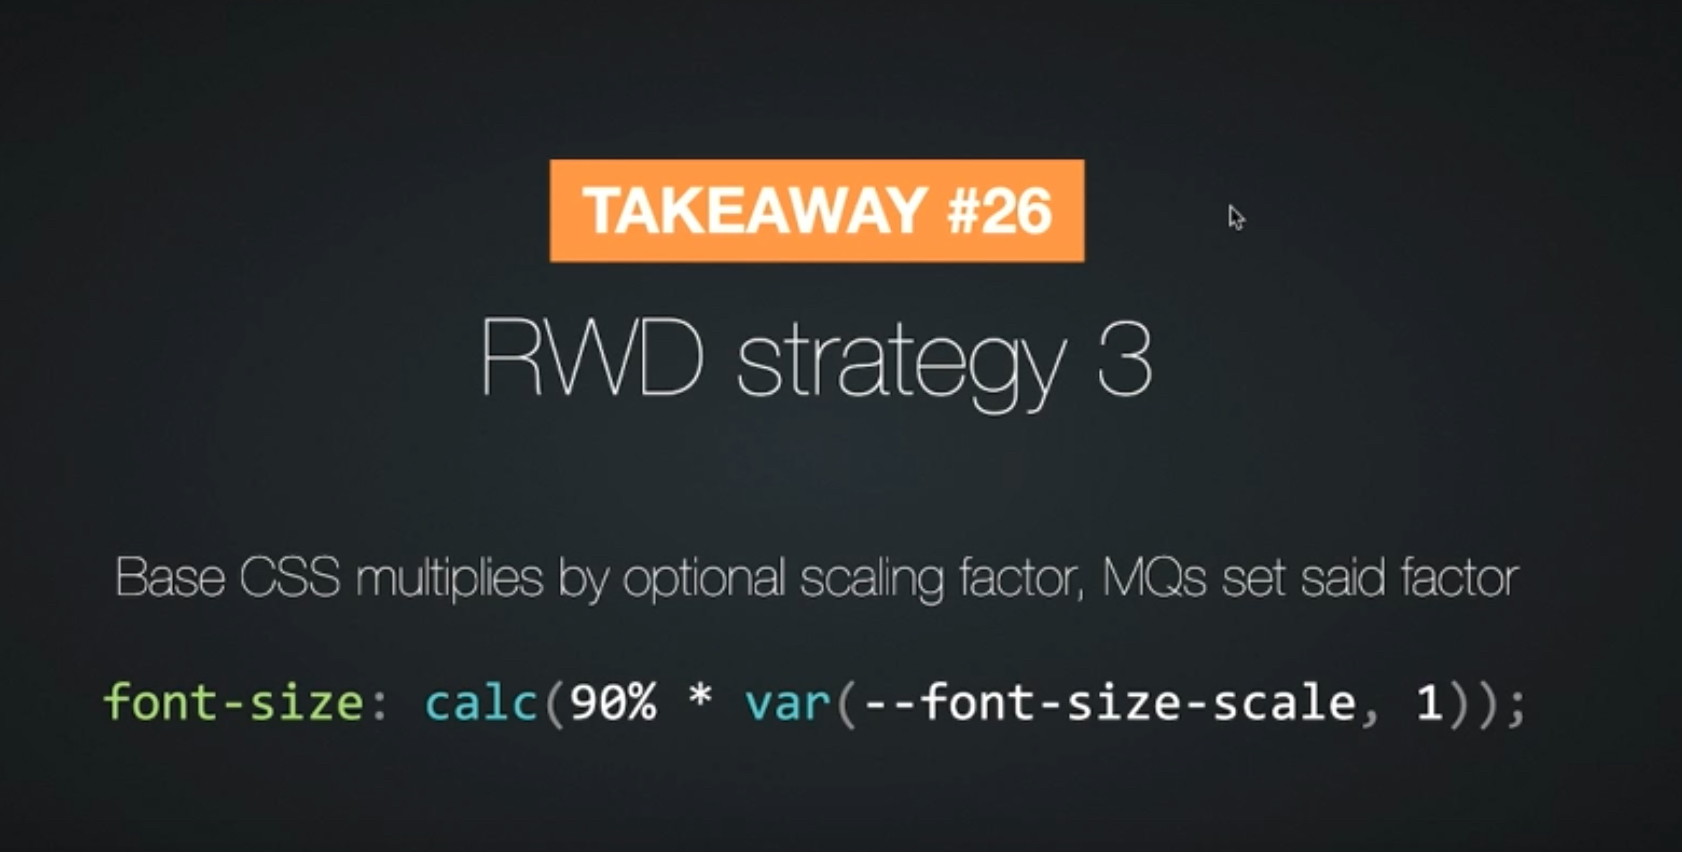 TAKEAWAY #26
RWD strategy 3
Base CSS multiplies by optional scaling factor, MQs set said factor
font-size: calc(90% * var(--font-size-scale, 1));